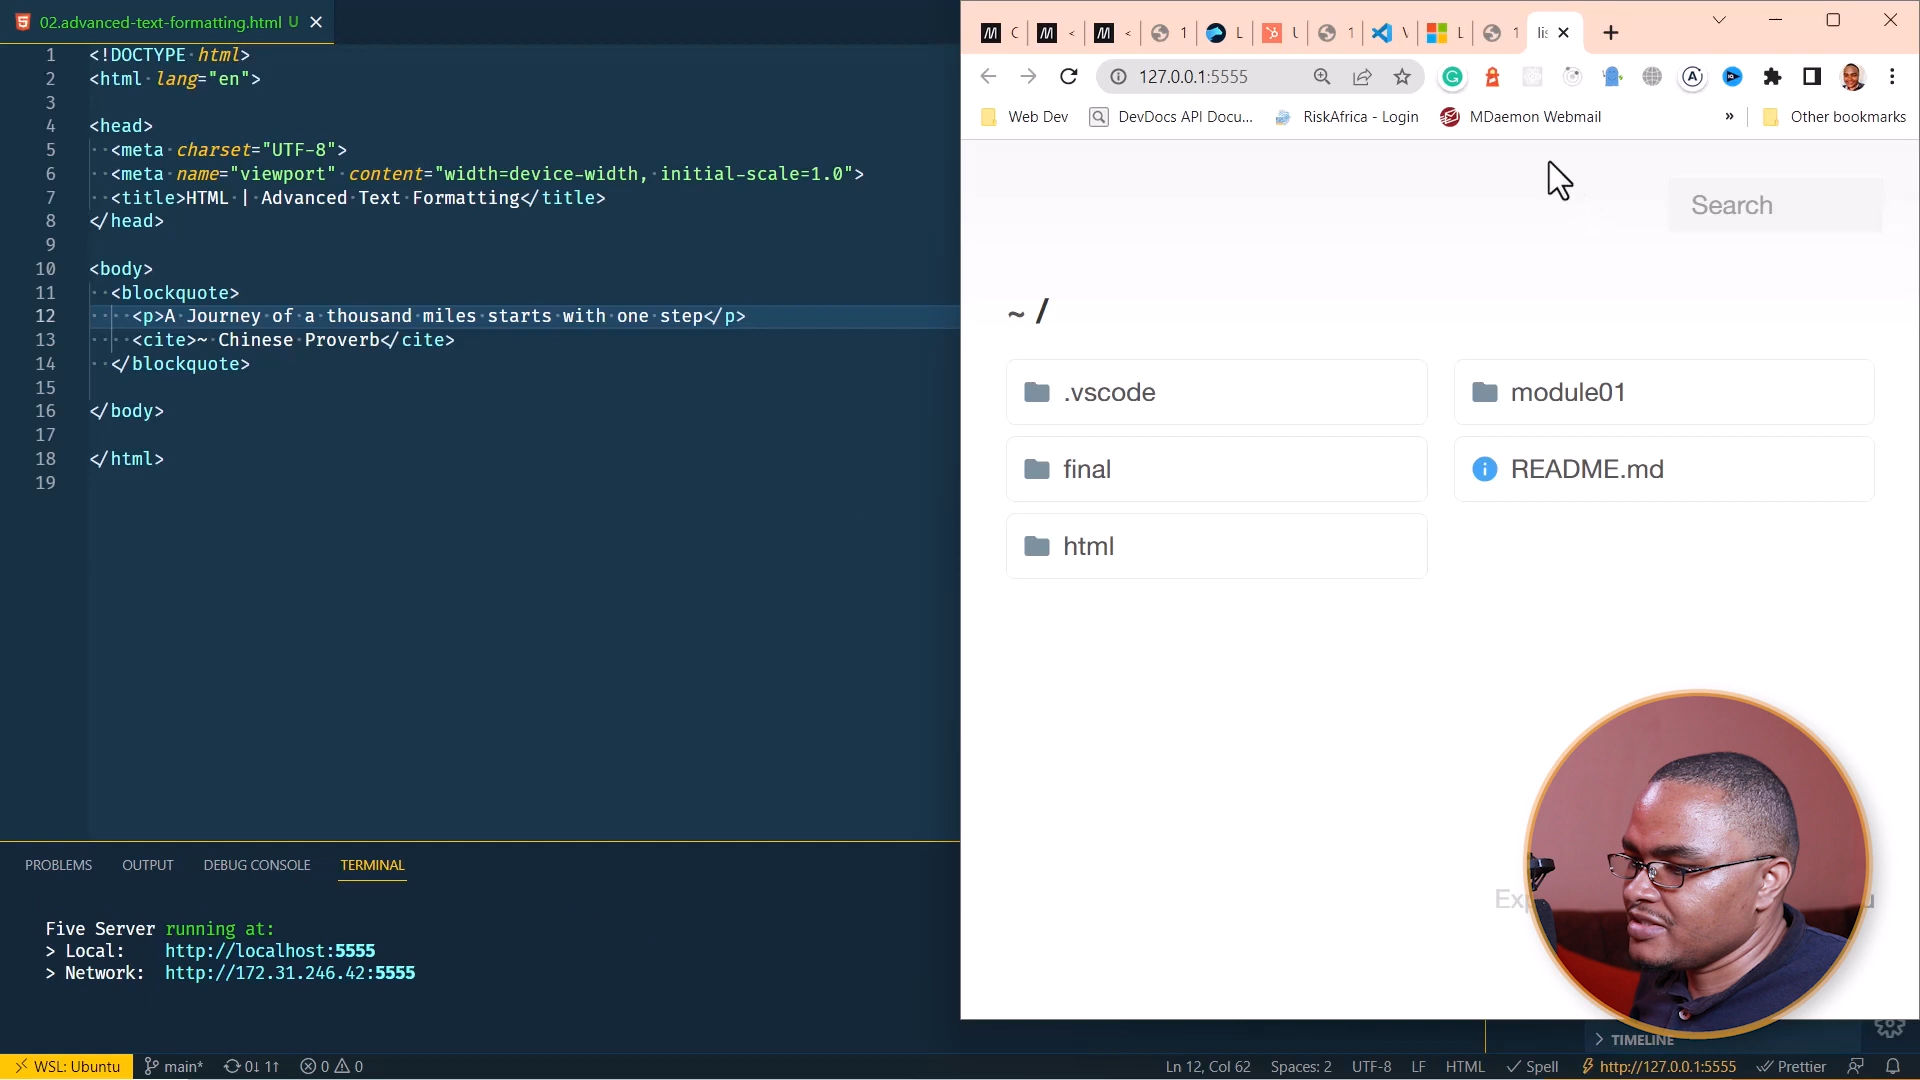 02.advanced-text-formatting.html U
1 <!DOCTYPE html>
2 <html lang="en">
3
4 <head>
5 <meta charset="UTF-8">
6 <meta name="viewport" content="width=device-width, initial-scale=1.0">
7 <title>HTML | Advanced Text Formatting</title>
8 </head>
9
10 <body>
11 <blockquote>
12 <p>A Journey of a thousand miles starts with one step</p>
13 <cite>~ Chinese Proverb</cite>
14 </blockquote>
15
16 </body>
17
18 </html>
19
PROBLEMS OUTPUT DEBUG CONSOLE TERMINAL
Five Server running at:
> Local: http://localhost:5555
> Network: http://172.31.246.42:5555
127.0.0.1:5555
Web Dev DevDocs API Docu... RiskAfrica - Login MDaemon Webmail » Other bookmarks
Search
~ /
.vscode
module01
final
README.md
html
TIMELINE
WSL: Ubuntu main* 0↓ 1↑ 0 0 Ln 12, Col 62 Spaces: 2 UTF-8 LF HTML Spell http://127.0.0.1:5555 Prettier